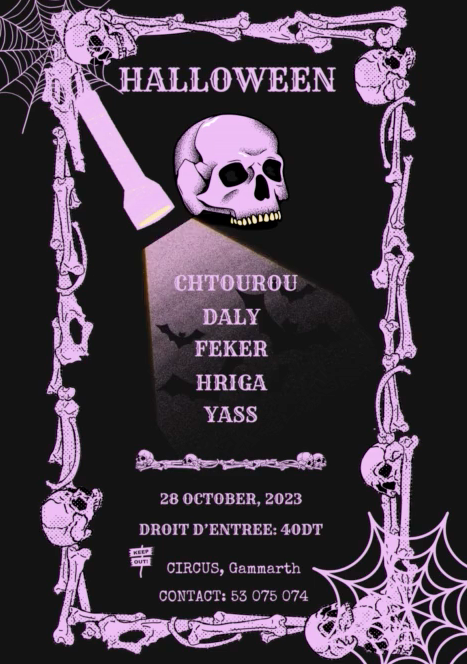 HALLOWEEN
CHTOUROU
DALY
FEKER
HRIGA
YASS
28 OCTOBER, 2023
DROIT D'ENTREE: 40DT
KEEP
OUT!
CIRCUS, Gammarth
CONTACT: 53 075 074